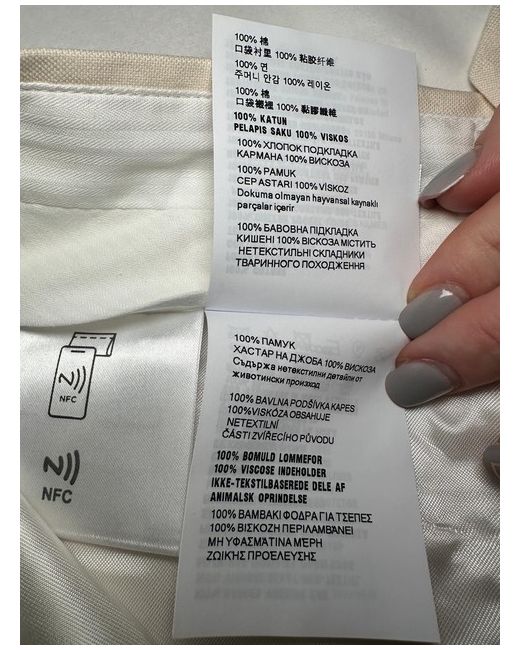 100% 棉
口袋衬里 100% 粘胶纤维
100% 면
주머니 안감 100% 레이온
100% 棉
口袋襯裡 100% 黏膠纖維
100% KATUN
PELAPIS SAKU 100% VISKOS
100% ХЛОПОК ПОДКЛАДКА
КАРМАНА 100% ВИСКОЗА
100% PAMUK
CEP ASTARI 100% VİSKOZ
Dokuma olmayan hayvansal kaynaklı
parçalar içerir
100% БАВОВНА ПІДКЛАДКА
КИШЕНІ 100% ВІСКОЗА МІСТИТЬ
НЕТЕКСТИЛЬНІ СКЛАДНИКИ
ТВАРИННОГО ПОХОДЖЕННЯ
100% ПАМУК
ХАСТАР НА ДЖОБА 100% ВИСКОЗА
Съдържа нетекстилни детайли от
животински произход
100% BAVLNA PODŠÍVKA KAPES
100%VISKÓZA OBSAHUJE
NETEXTILNÍ
ČÁSTI ZVÍŘECÍHO PŮVODU
100% BOMULD LOMMEFOR
100% VISCOSE INDEHOLDER
IKKE-TEKSTILBASEREDE DELE AF
ANIMALSK OPRINDELSE
100% ΒΑΜΒΑΚΙ ΦΟΔΡΑ ΓΙΑ ΤΣΕΠΕΣ
100% ΒΙΣΚΟΖΗ ΠΕΡΙΛΑΜΒΆΝΕΙ
ΜΗ ΥΦΑΣΜΆΤΙΝΑ ΜΈΡΗ
ΖΩΙΚΉΣ ΠΡΟΈΛΕΥΣΗΣ
NFC
NFC